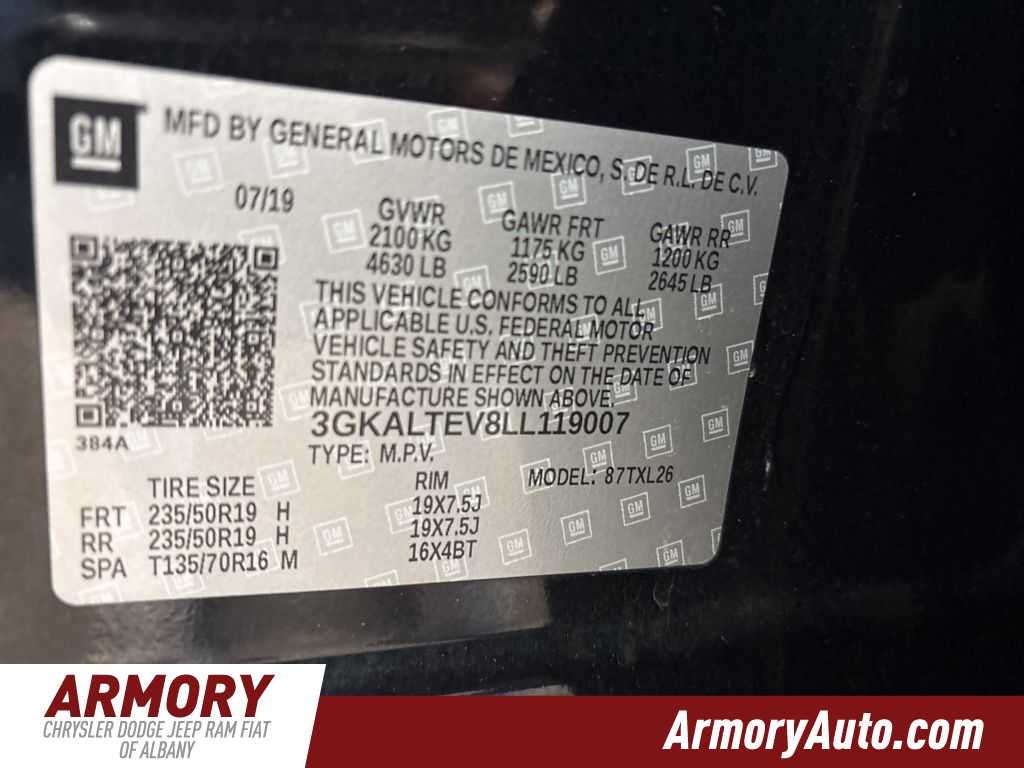 GM
MFD BY GENERAL MOTORS DE MEXICO, S. DE R.L. DE C.V.
07/19
GVWR GAWR FRT GAWR RR
2100 KG 1175 KG 1200 KG
4630 LB 2590 LB 2645 LB
THIS VEHICLE CONFORMS TO ALL
APPLICABLE U.S. FEDERAL MOTOR
VEHICLE SAFETY AND THEFT PREVENTION
STANDARDS IN EFFECT ON THE DATE OF
MANUFACTURE SHOWN ABOVE.
384A
3GKALTEV8LL119007
TYPE: M.P.V. MODEL: 87TXL26
TIRE SIZE RIM
FRT 235/50R19 H 19X7.5J
RR 235/50R19 H 19X7.5J
SPA T135/70R16 M 16X4BT
ARMORY
CHRYSLER DODGE JEEP RAM FIAT
OF ALBANY
ArmoryAuto.com